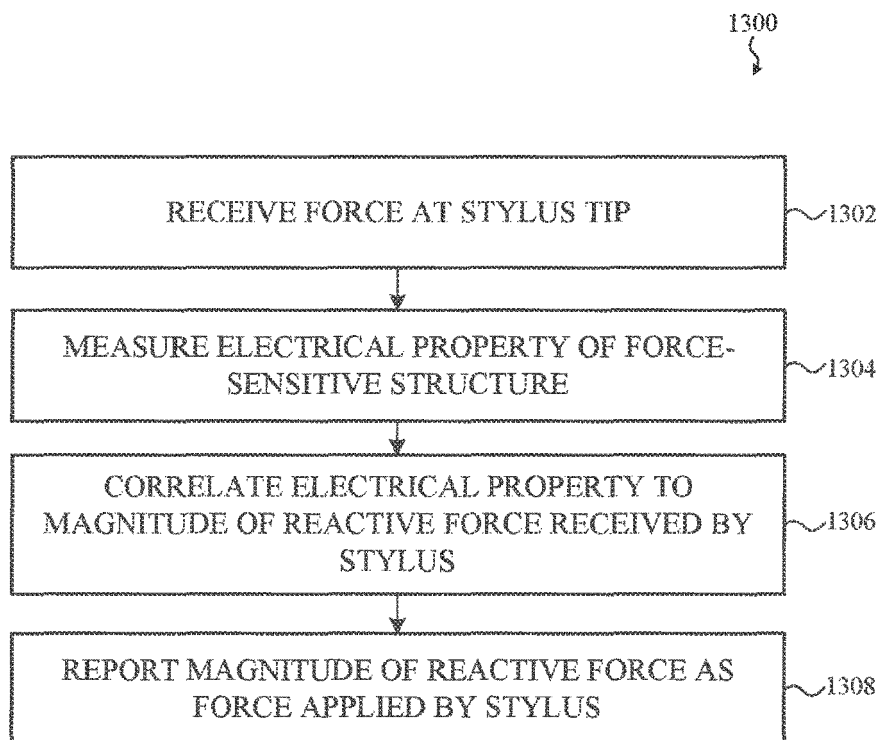 1300
RECEIVE FORCE AT STYLUS TIP
1302
MEASURE ELECTRICAL PROPERTY OF FORCE-
SENSITIVE STRUCTURE
1304
CORRELATE ELECTRICAL PROPERTY TO
MAGNITUDE OF REACTIVE FORCE RECEIVED BY
STYLUS
1306
REPORT MAGNITUDE OF REACTIVE FORCE AS
FORCE APPLIED BY STYLUS
1308